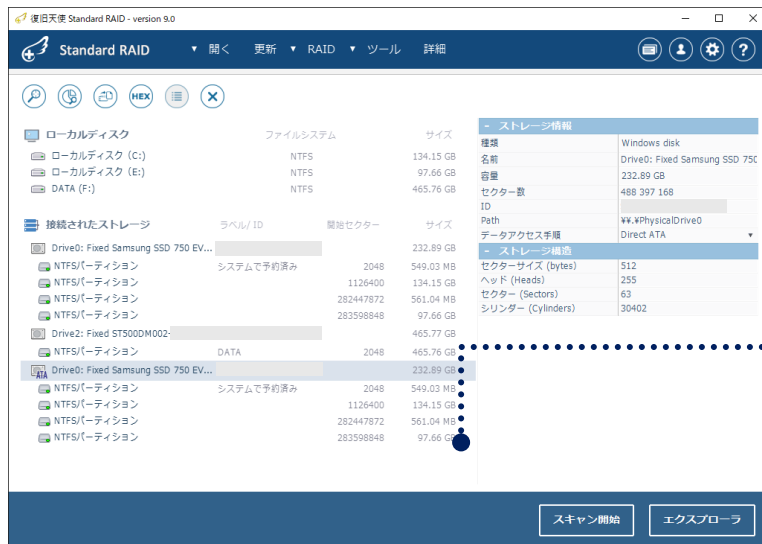 復旧天使 Standard RAID - version 9.0
Standard RAID ▼ 開く 更新 ▼ RAID ▼ ツール 詳細
HEX
ローカルディスク ファイルシステム サイズ
ローカルディスク (C:) NTFS 134.15 GB
ローカルディスク (E:) NTFS 97.66 GB
DATA (F:) NTFS 465.76 GB
接続されたストレージ ラベル/ ID 開始セクター サイズ
Drive0: Fixed Samsung SSD 750 EV... 232.89 GB
NTFSパーティション システムで予約済み 2048 549.03 MB
NTFSパーティション 1126400 134.15 GB
NTFSパーティション 282447872 561.04 MB
NTFSパーティション 283598848 97.66 GB
Drive2: Fixed ST500DM002- 465.77 GB
NTFSパーティション DATA 2048 465.76 GB
ATA Drive0: Fixed Samsung SSD 750 EV... 232.89 GB
NTFSパーティション システムで予約済み 2048 549.03 MB
NTFSパーティション 1126400 134.15 GB
NTFSパーティション 282447872 561.04 MB
NTFSパーティション 283598848 97.66 GB
- ストレージ情報
種類 Windows disk
名前 Drive0: Fixed Samsung SSD 750
容量 232.89 GB
セクター数 488 397 168
ID
Path ¥¥.¥PhysicalDrive0
データアクセス手順 Direct ATA ▼
- ストレージ構造
セクターサイズ (bytes) 512
ヘッド (Heads) 255
セクター (Sectors) 63
シリンダー (Cylinders) 30402
スキャン開始 エクスプローラ